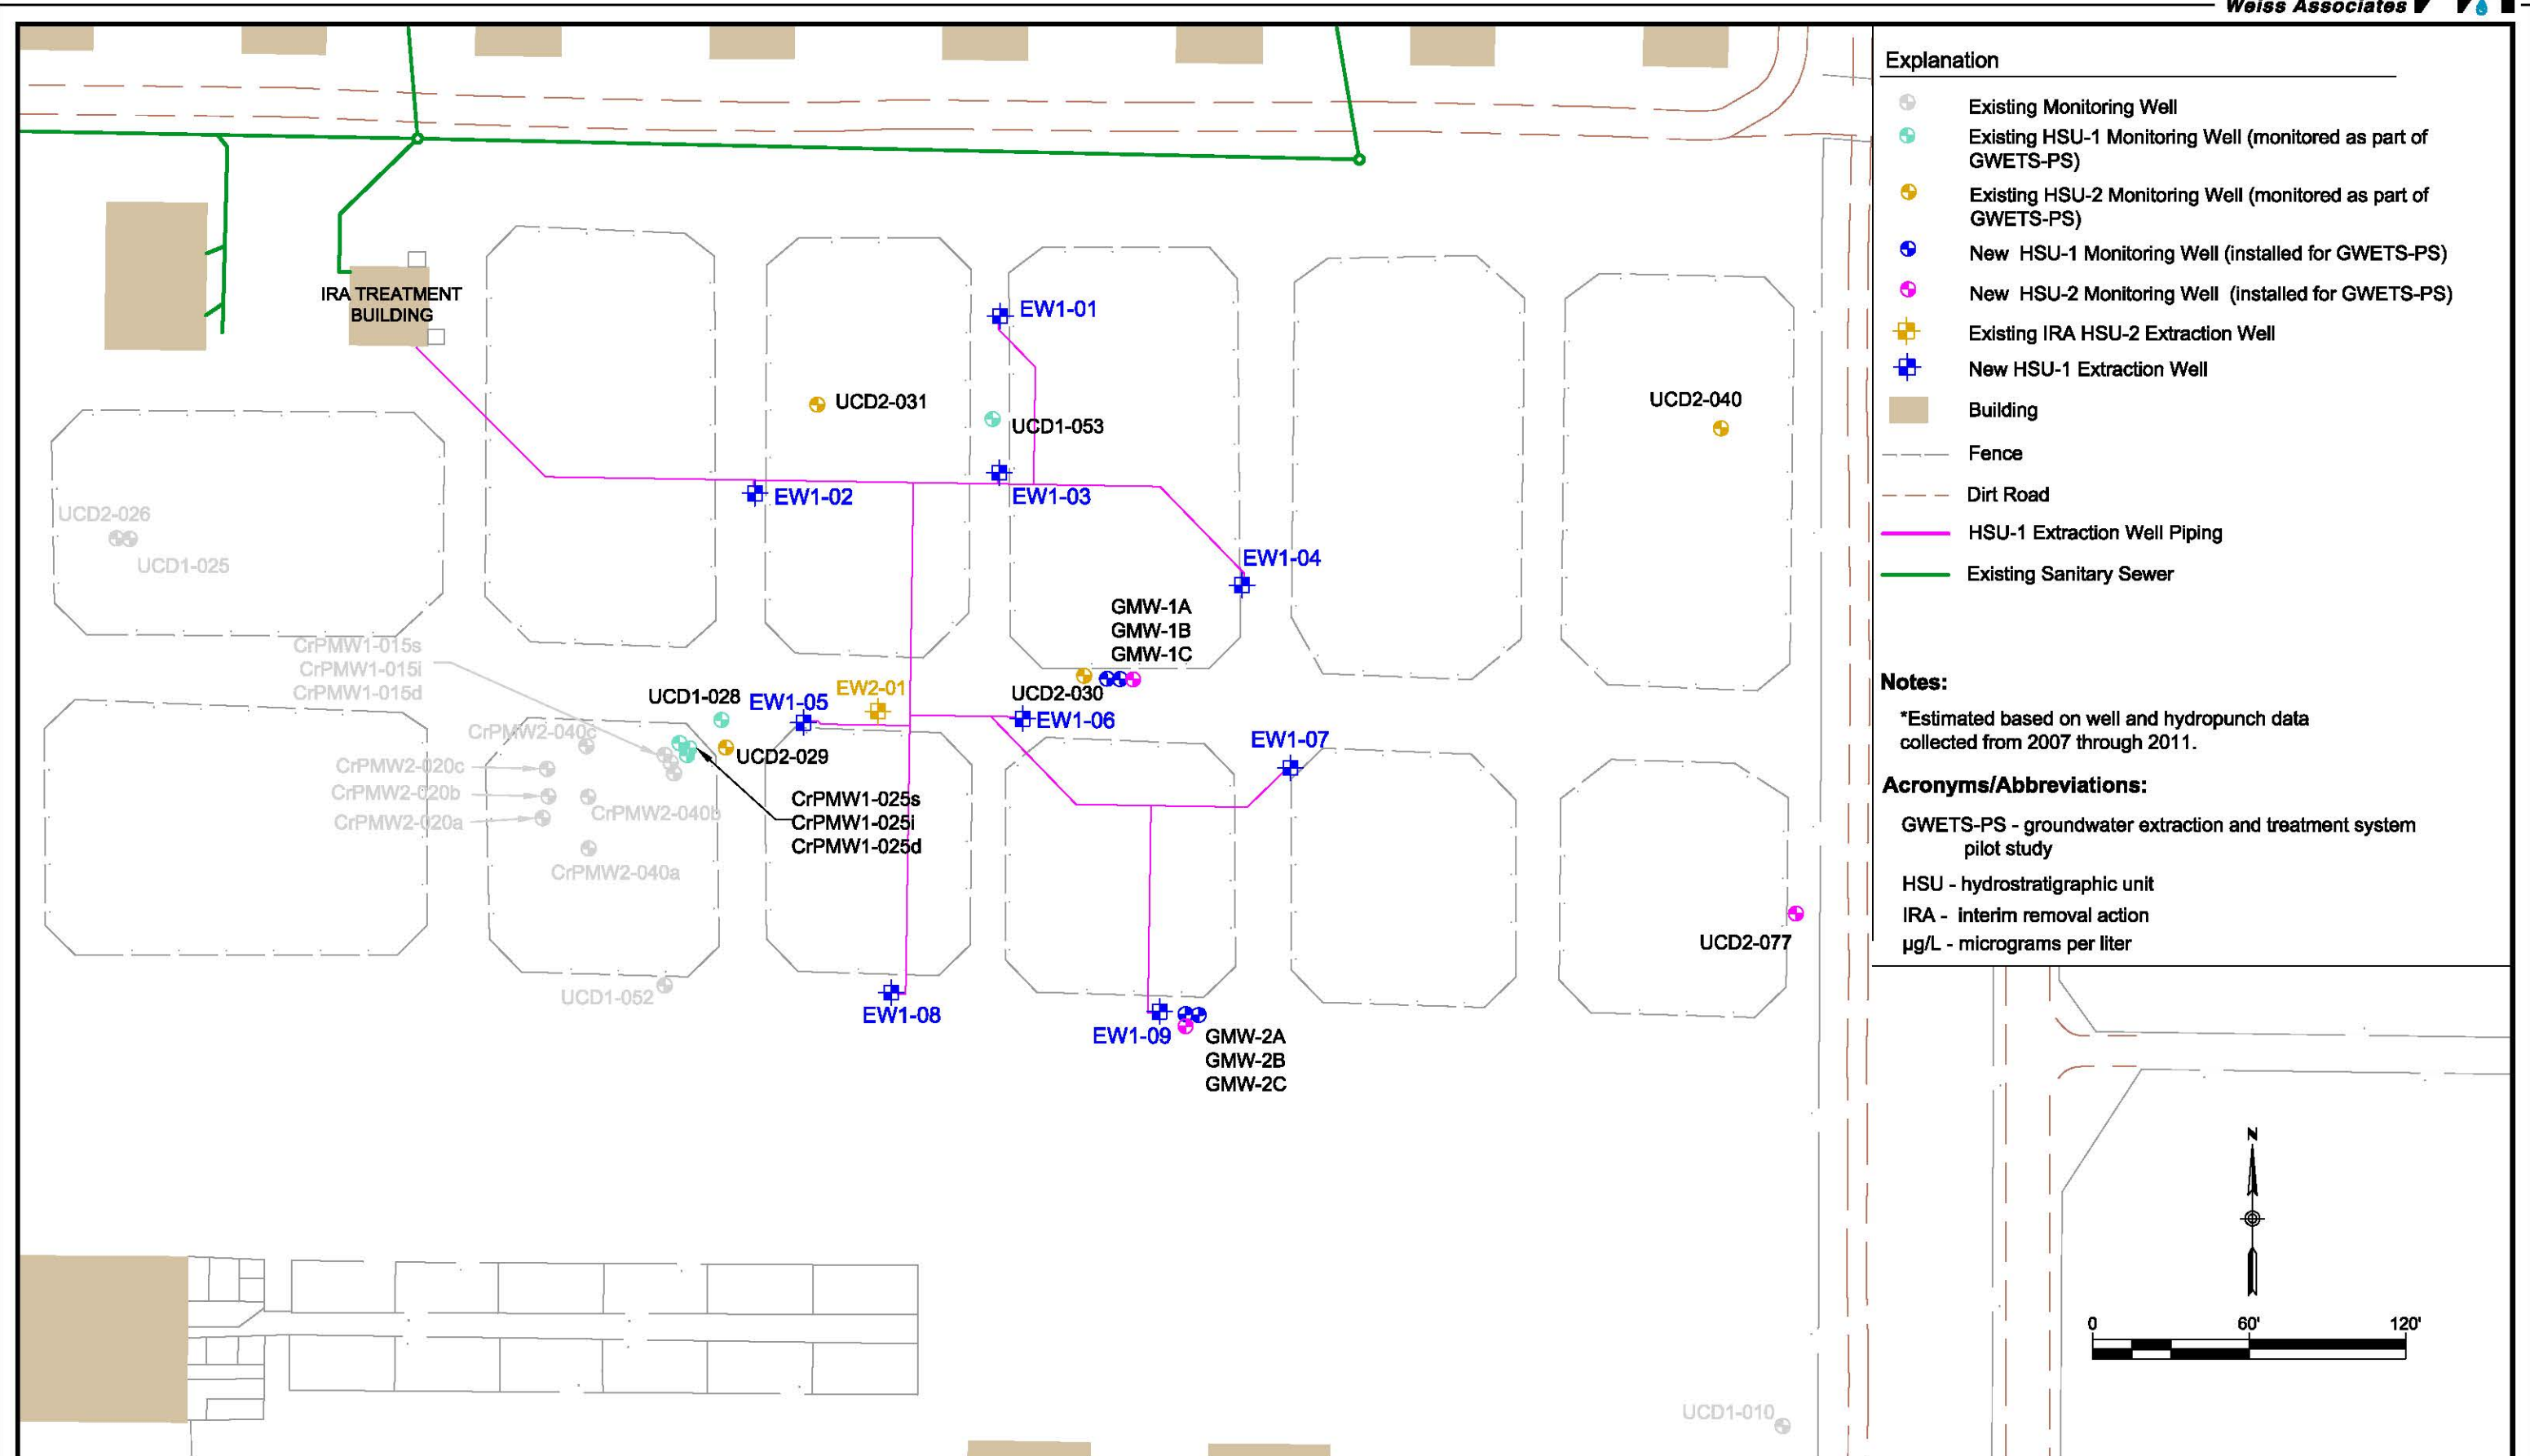 Weiss Associates
Explanation
Existing Monitoring Well
Existing HSU-1 Monitoring Well (monitored as part of
GWETS-PS)
Existing HSU-2 Monitoring Well (monitored as part of
GWETS-PS)
New HSU-1 Monitoring Well (installed for GWETS-PS)
New HSU-2 Monitoring Well (installed for GWETS-PS)
Existing IRA HSU-2 Extraction Well
New HSU-1 Extraction Well
Building
Fence
Dirt Road
HSU-1 Extraction Well Piping
Existing Sanitary Sewer
Notes:
*Estimated based on well and hydropunch data
collected from 2007 through 2011.
Acronyms/Abbreviations:
GWETS-PS - groundwater extraction and treatment system
pilot study
HSU - hydrostratigraphic unit
IRA - interim removal action
µg/L - micrograms per liter
N
0 60' 120'
IRA TREATMENT
BUILDING
EW1-01
UCD2-031
UCD1-053
UCD2-040
EW1-02
EW1-03
UCD2-026
UCD1-025
EW1-04
GMW-1A
GMW-1B
GMW-1C
CrPMW1-015s
CrPMW1-015i
CrPMW1-015d
UCD1-028
EW1-05
EW2-01
UCD2-030
EW1-06
CrPMW2-040c
EW1-07
UCD2-029
CrPMW2-020c
CrPMW2-020b
CrPMW2-020a
CrPMW2-040b
CrPMW1-025s
CrPMW1-025i
CrPMW1-025d
CrPMW2-040a
UCD2-077
UCD1-052
EW1-08
EW1-09
GMW-2A
GMW-2B
GMW-2C
UCD1-010